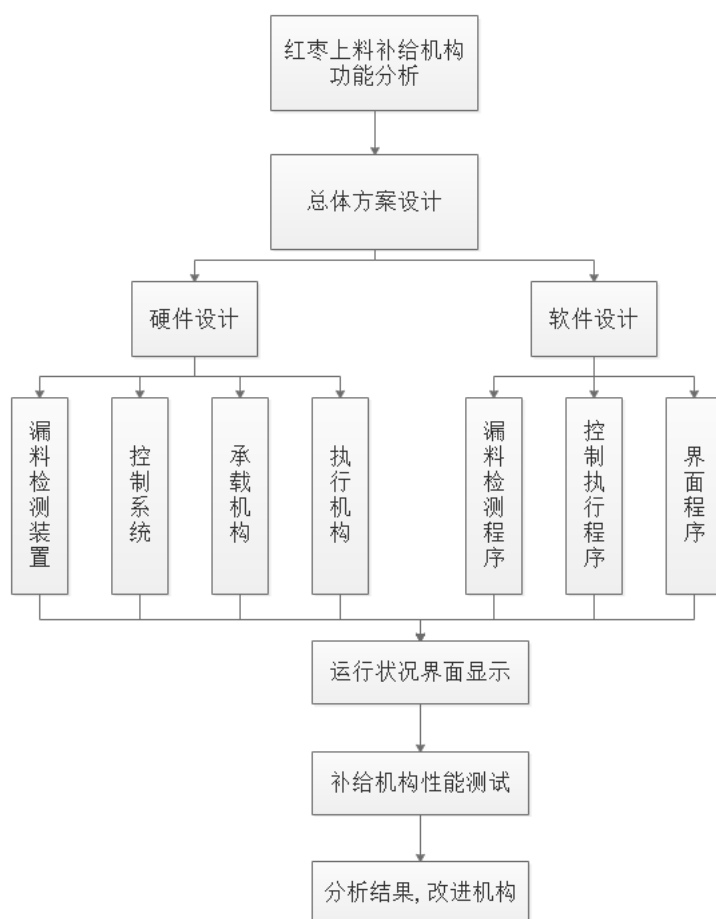 红枣上料补给机构
功能分析
总体方案设计
硬件设计
软件设计
漏料检测装置
控制系统
承载机构
执行机构
漏料检测程序
控制执行程序
界面程序
运行状况界面显示
补给机构性能测试
分析结果,改进机构